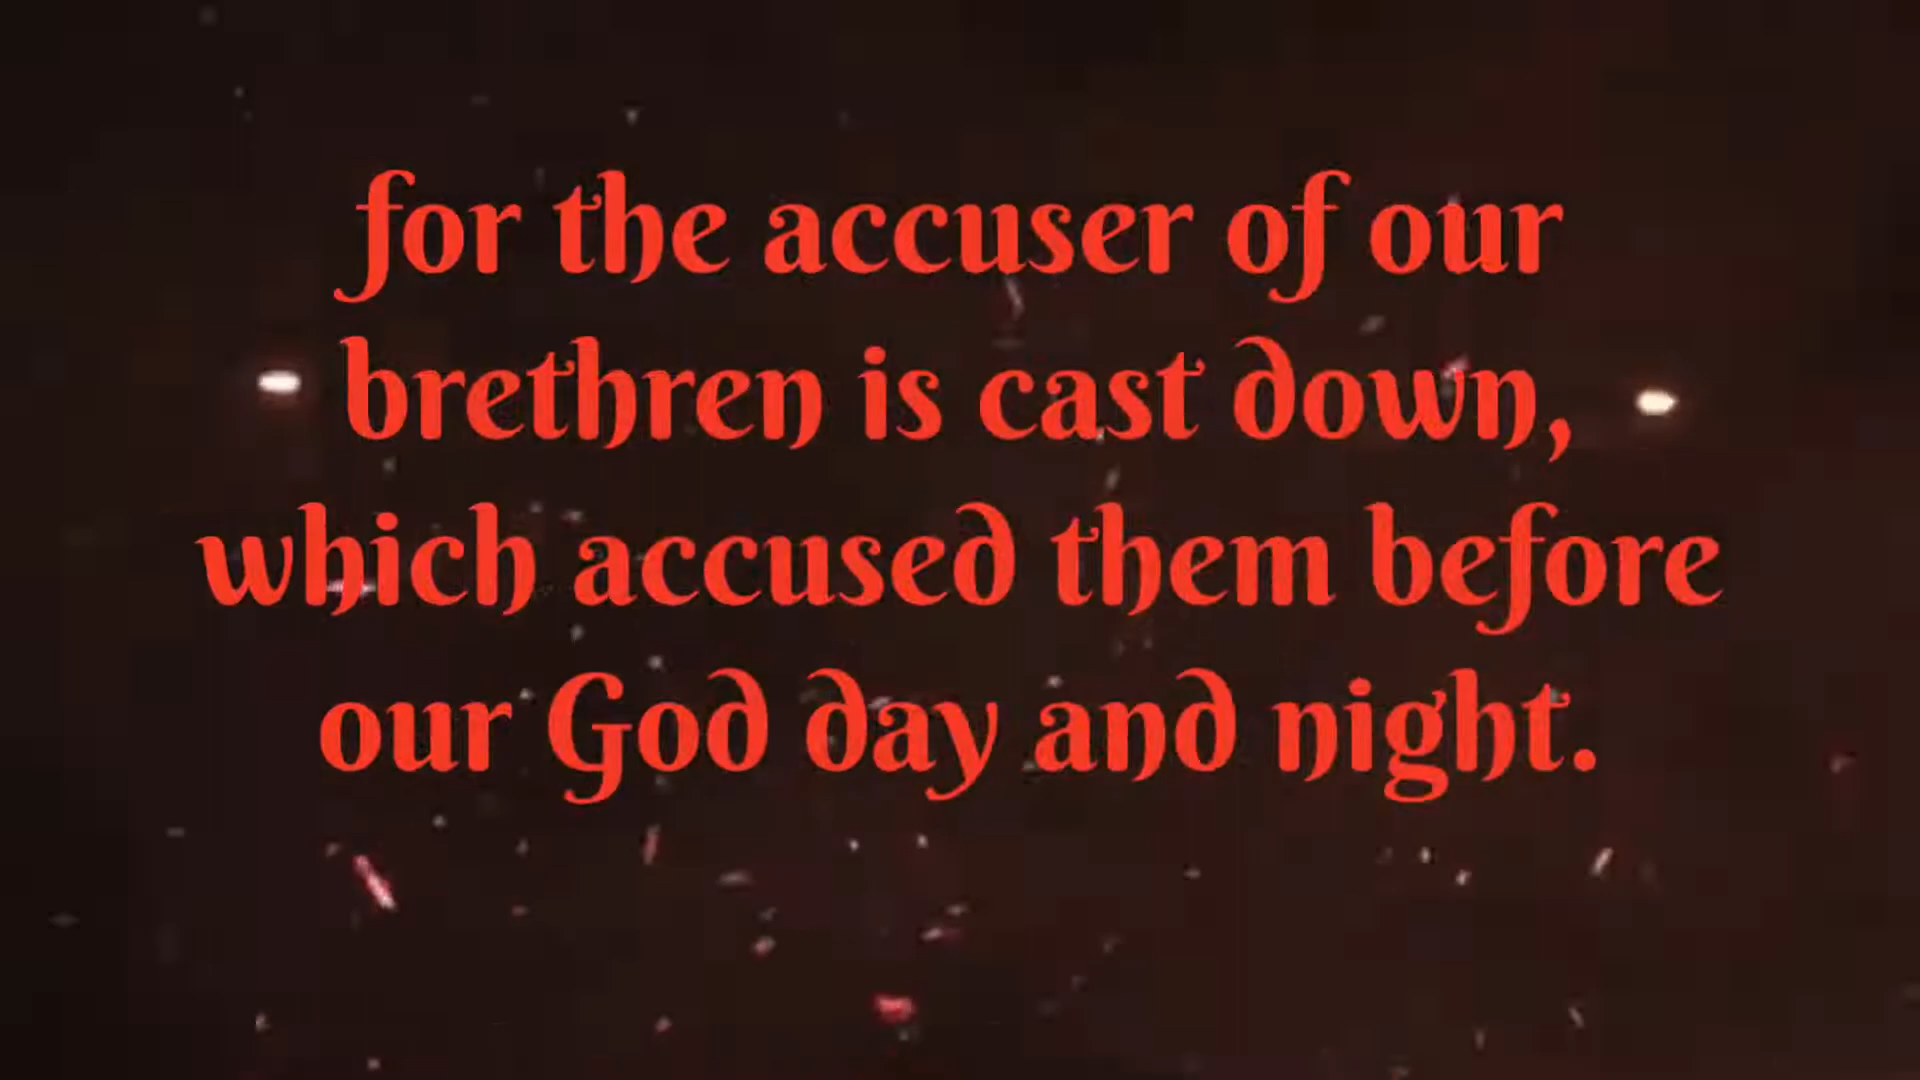 for the accuser of our
brethren is cast down,
which accused them before
our God day and night.